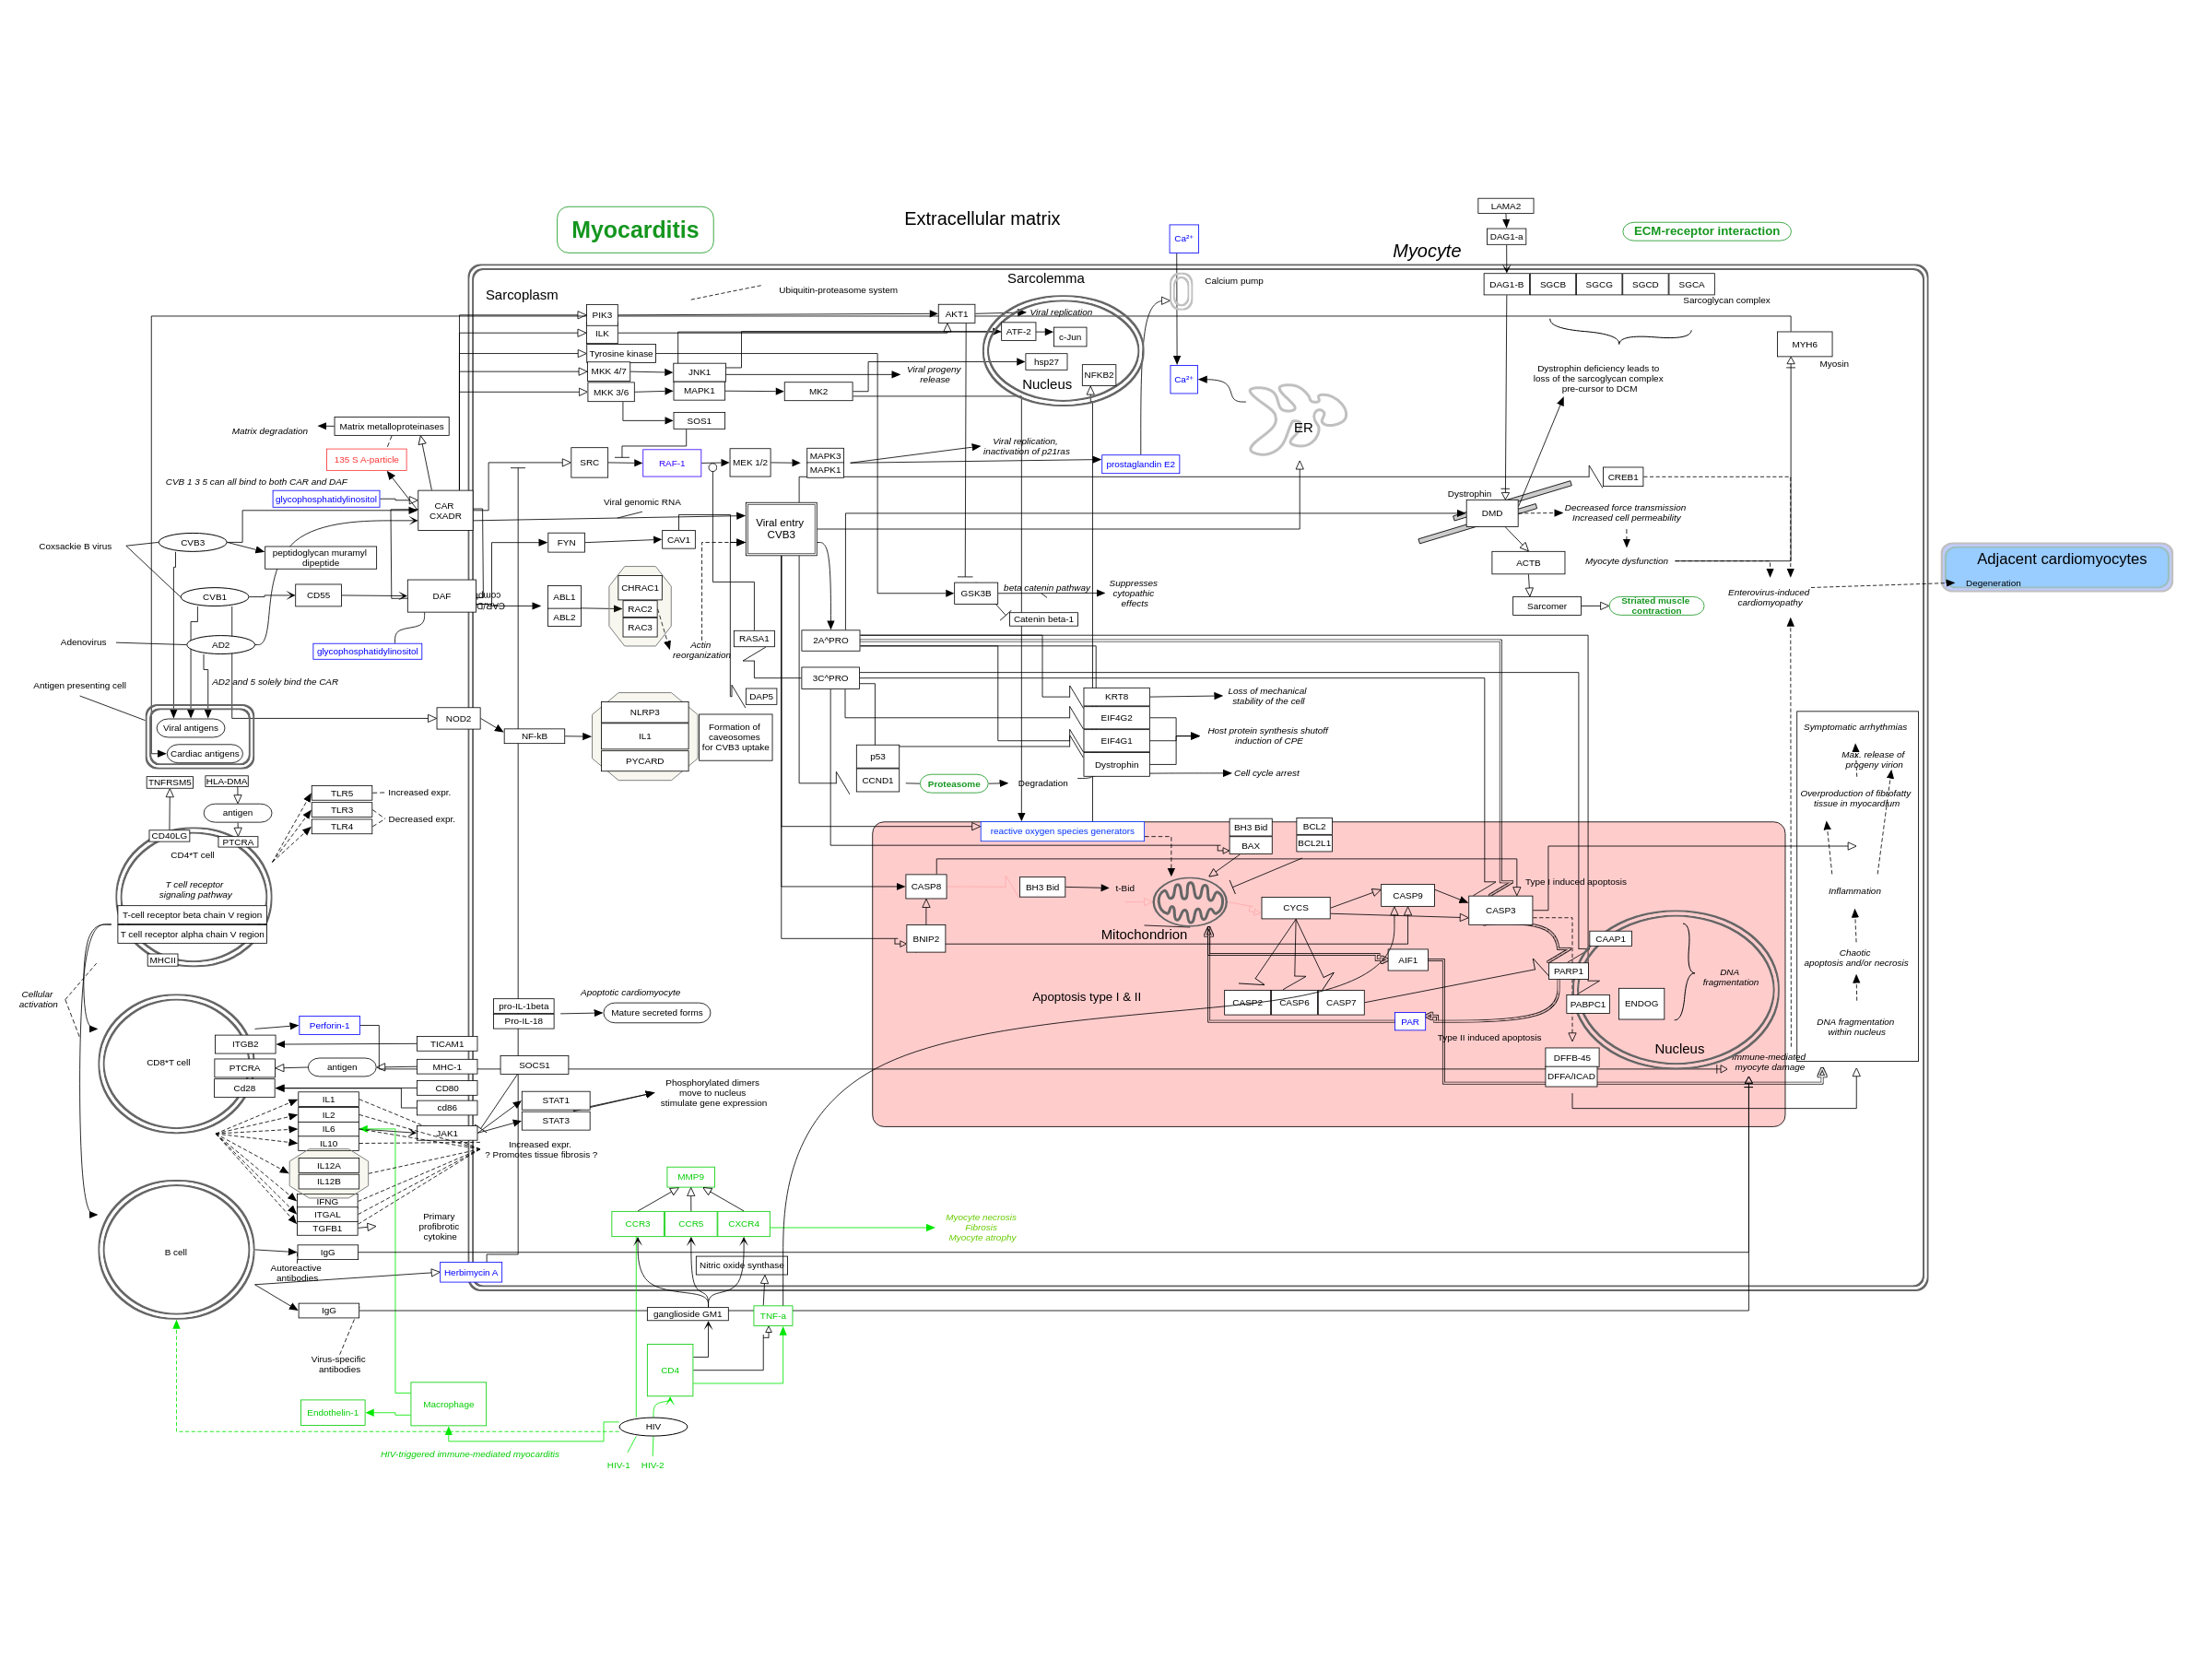 Myocarditis
Extracellular matrix
Myocyte
LAMA2
DAG1-a
ECM-receptor interaction
Ca²⁺
Sarcoplasm
Ubiquitin-proteasome system
Sarcolemma
Calcium pump
DAG1-B
SGCB
SGCG
SGCD
SGCA
Sarcoglycan complex
PIK3
ILK
Tyrosine kinase
MKK 4/7
MKK 3/6
JNK1
MAPK1
SOS1
MK2
AKT1
Viral replication
ATF-2
c-Jun
hsp27
NFKB2
Nucleus
Viral progeny
release
Ca²⁺
ER
MYH6
Myosin
Dystrophin deficiency leads to
loss of the sarcoglycan complex
pre-cursor to DCM
Matrix degradation
Matrix metalloproteinases
135 S A-particle
CVB 1 3 5 can all bind to both CAR and DAF
glycophosphatidylinositol
CAR
CXADR
SRC
RAF-1
MEK 1/2
MAPK3
MAPK1
Viral replication,
inactivation of p21ras
prostaglandin E2
CREB1
Dystrophin
DMD
Decreased force transmission
Increased cell permeability
Viral genomic RNA
Viral entry
CVB3
Coxsackie B virus
CVB3
peptidoglycan muramyl
dipeptide
FYN
CAV1
ACTB
Myocyte dysfunction
Adjacent cardiomyocytes
Degeneration
CVB1
CD55
DAF
CARD
ABL1
ABL2
CHRAC1
RAC2
RAC3
GSK3B
beta catenin pathway
Suppresses
cytopathic
effects
Catenin beta-1
Sarcomer
Striated muscle
contraction
Enterovirus-induced
cardiomyopathy
Adenovirus
AD2
glycophosphatidylinositol
Actin
reorganization
RASA1
2A^PRO
3C^PRO
Antigen presenting cell
AD2 and 5 solely bind the CAR
DAP5
KRT8
EIF4G2
EIF4G1
Dystrophin
Loss of mechanical
stability of the cell
Host protein synthesis shutoff
induction of CPE
Cell cycle arrest
Viral antigens
Cardiac antigens
NOD2
NF-kB
NLRP3
IL1
PYCARD
Formation of
caveosomes
for CVB3 uptake
p53
CCND1
Proteasome
Degradation
Symptomatic arrhythmias
Max. release of
progeny virion
Overproduction of fibrofatty
tissue in myocardium
Inflammation
Chaotic
apoptosis and/or necrosis
DNA fragmentation
within nucleus
TNFRSM5
HLA-DMA
antigen
CD40LG
PTCRA
CD4*T cell
TLR5
TLR3
TLR4
Increased expr.
Decreased expr.
T cell receptor
signaling pathway
T-cell receptor beta chain V region
T cell receptor alpha chain V region
MHCII
reactive oxygen species generators
BH3 Bid
BAX
BCL2
BCL2L1
CASP8
BH3 Bid
t-Bid
CYCS
CASP9
CASP3
Type I induced apoptosis
BNIP2
Mitochondrion
AIF1
CAAP1
PARP1
PABPC1
ENDOG
DNA
fragmentation
Apoptosis type I & II
CASP2
CASP6
CASP7
PAR
Type II induced apoptosis
Nucleus
DFFB-45
DFFA/ICAD
Immune-mediated
myocyte damage
Cellular
activation
pro-IL-1beta
Pro-IL-18
Apoptotic cardiomyocyte
Mature secreted forms
CD8*T cell
Perforin-1
ITGB2
PTCRA
Cd28
antigen
TICAM1
MHC-1
CD80
cd86
SOCS1
STAT1
STAT3
Phosphorylated dimers
move to nucleus
stimulate gene expression
IL1
IL2
IL6
IL10
JAK1
Increased expr.
? Promotes tissue fibrosis ?
IL12A
IL12B
IFNG
ITGAL
TGFB1
Primary
profibrotic
cytokine
MMP9
CCR3
CCR5
CXCR4
Myocyte necrosis
Fibrosis
Myocyte atrophy
B cell
IgG
Autoreactive
antibodies
Herbimycin A
Nitric oxide synthase
IgG
ganglioside GM1
TNF-a
Virus-specific
antibodies
CD4
Macrophage
Endothelin-1
HIV
HIV-triggered immune-mediated myocarditis
HIV-1
HIV-2